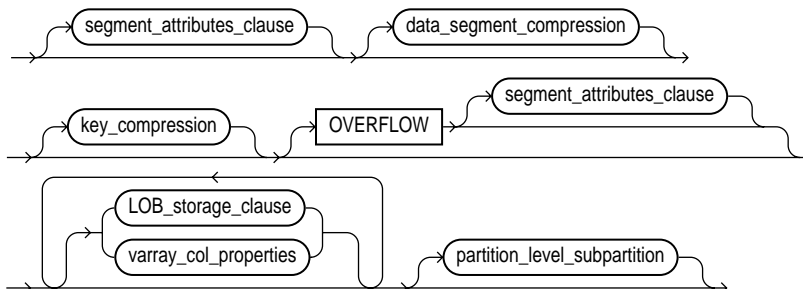 segment_attributes_clause data_segment_compression
segment_attributes_clause
key_compression OVERFLOW
LOB_storage_clause
varray_col_properties partition_level_subpartition